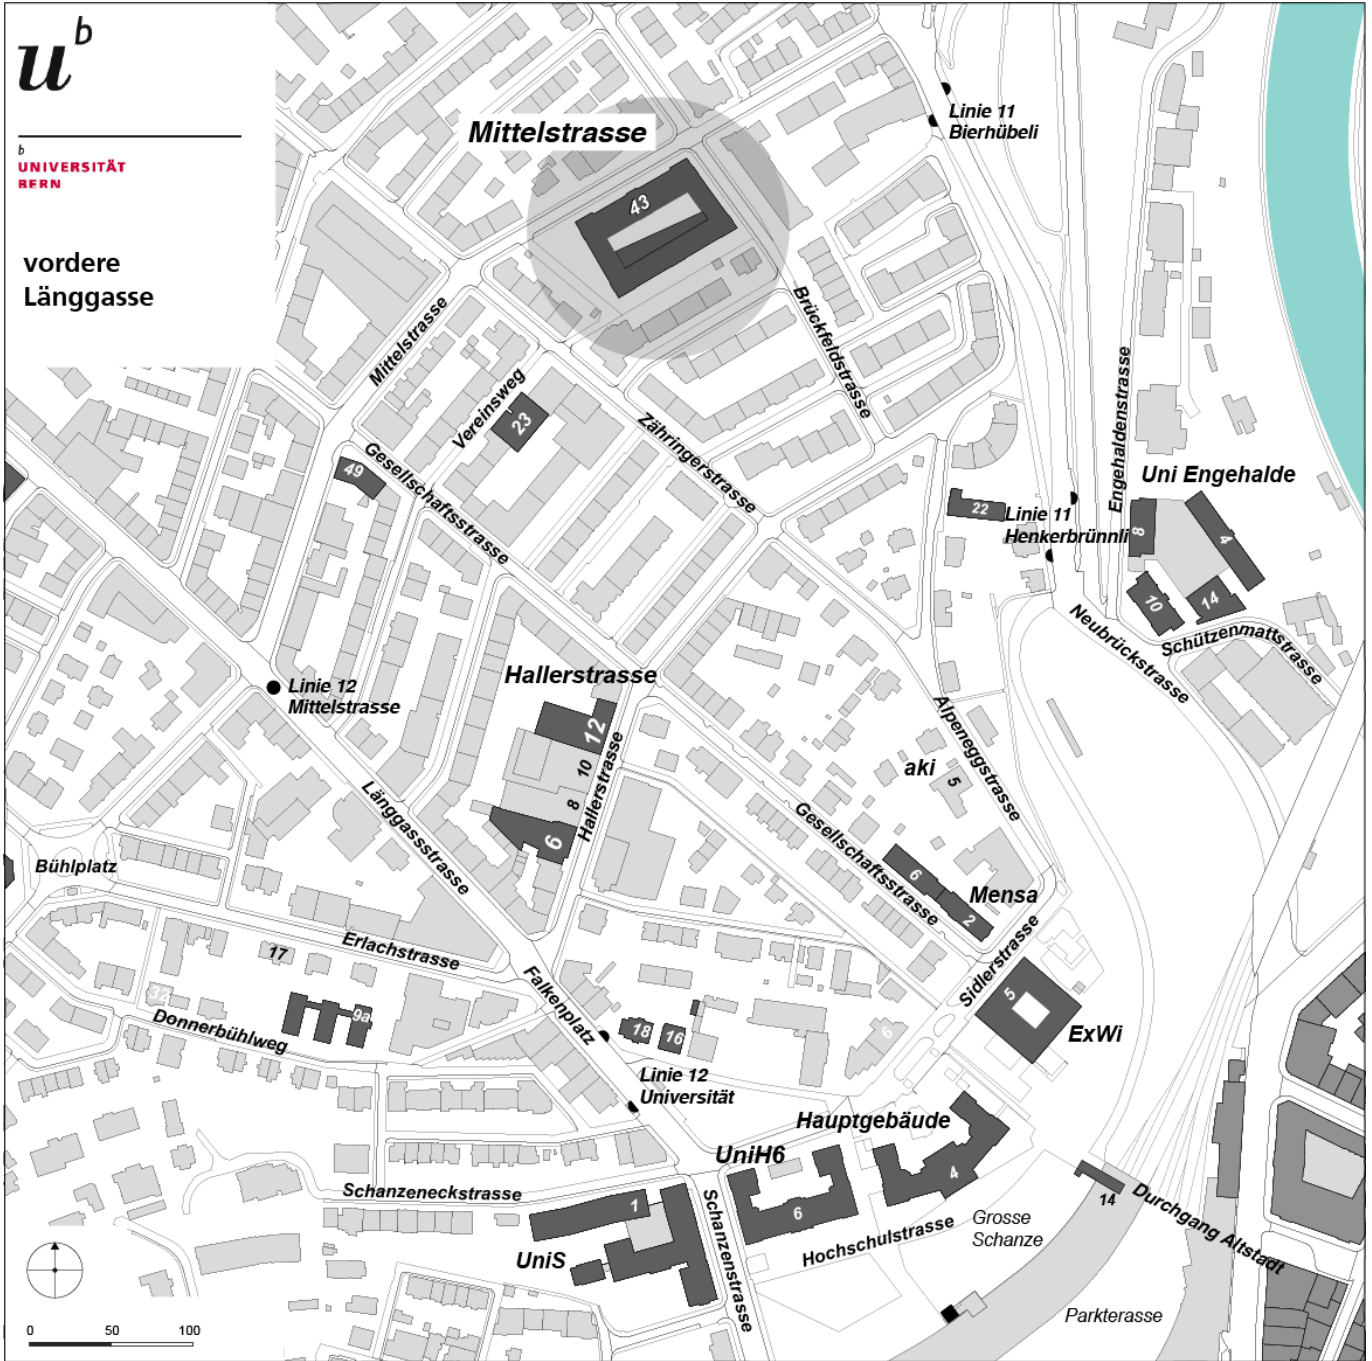 u b
b
UNIVERSITÄT
BERN
vordere
Länggasse
Mittelstrasse
43
Linie 11
Bierhübeli
Mittelstrasse
Vereinsweg
23
Brückfeldstrasse
Zähringerstrasse
Engehaldenstrasse
Uni Engehalde
49
Gesellschaftsstrasse
22
Linie 11
Henkerbrünnli
8
4
10
14
Schützenmattstrasse
Neubrückstrasse
Hallerstrasse
Linie 12
Mittelstrasse
12
10
8
6
Hallerstrasse
Alpeneggstrasse
aki
5
Länggassstrasse
Gesellschaftsstrasse
6
2
Mensa
Bühlplatz
Erlachstrasse
17
32
9a
Donnerbühlweg
Falkenplatz
Sidlerstrasse
5
ExWi
18
16
6
Linie 12
Universität
Hauptgebäude
4
UniH6
6
Schanzeneckstrasse
1
UniS
Schanzenstrasse
Hochschulstrasse
Grosse
Schanze
14
Durchgang Altstadt
Parkterasse
0 50 100